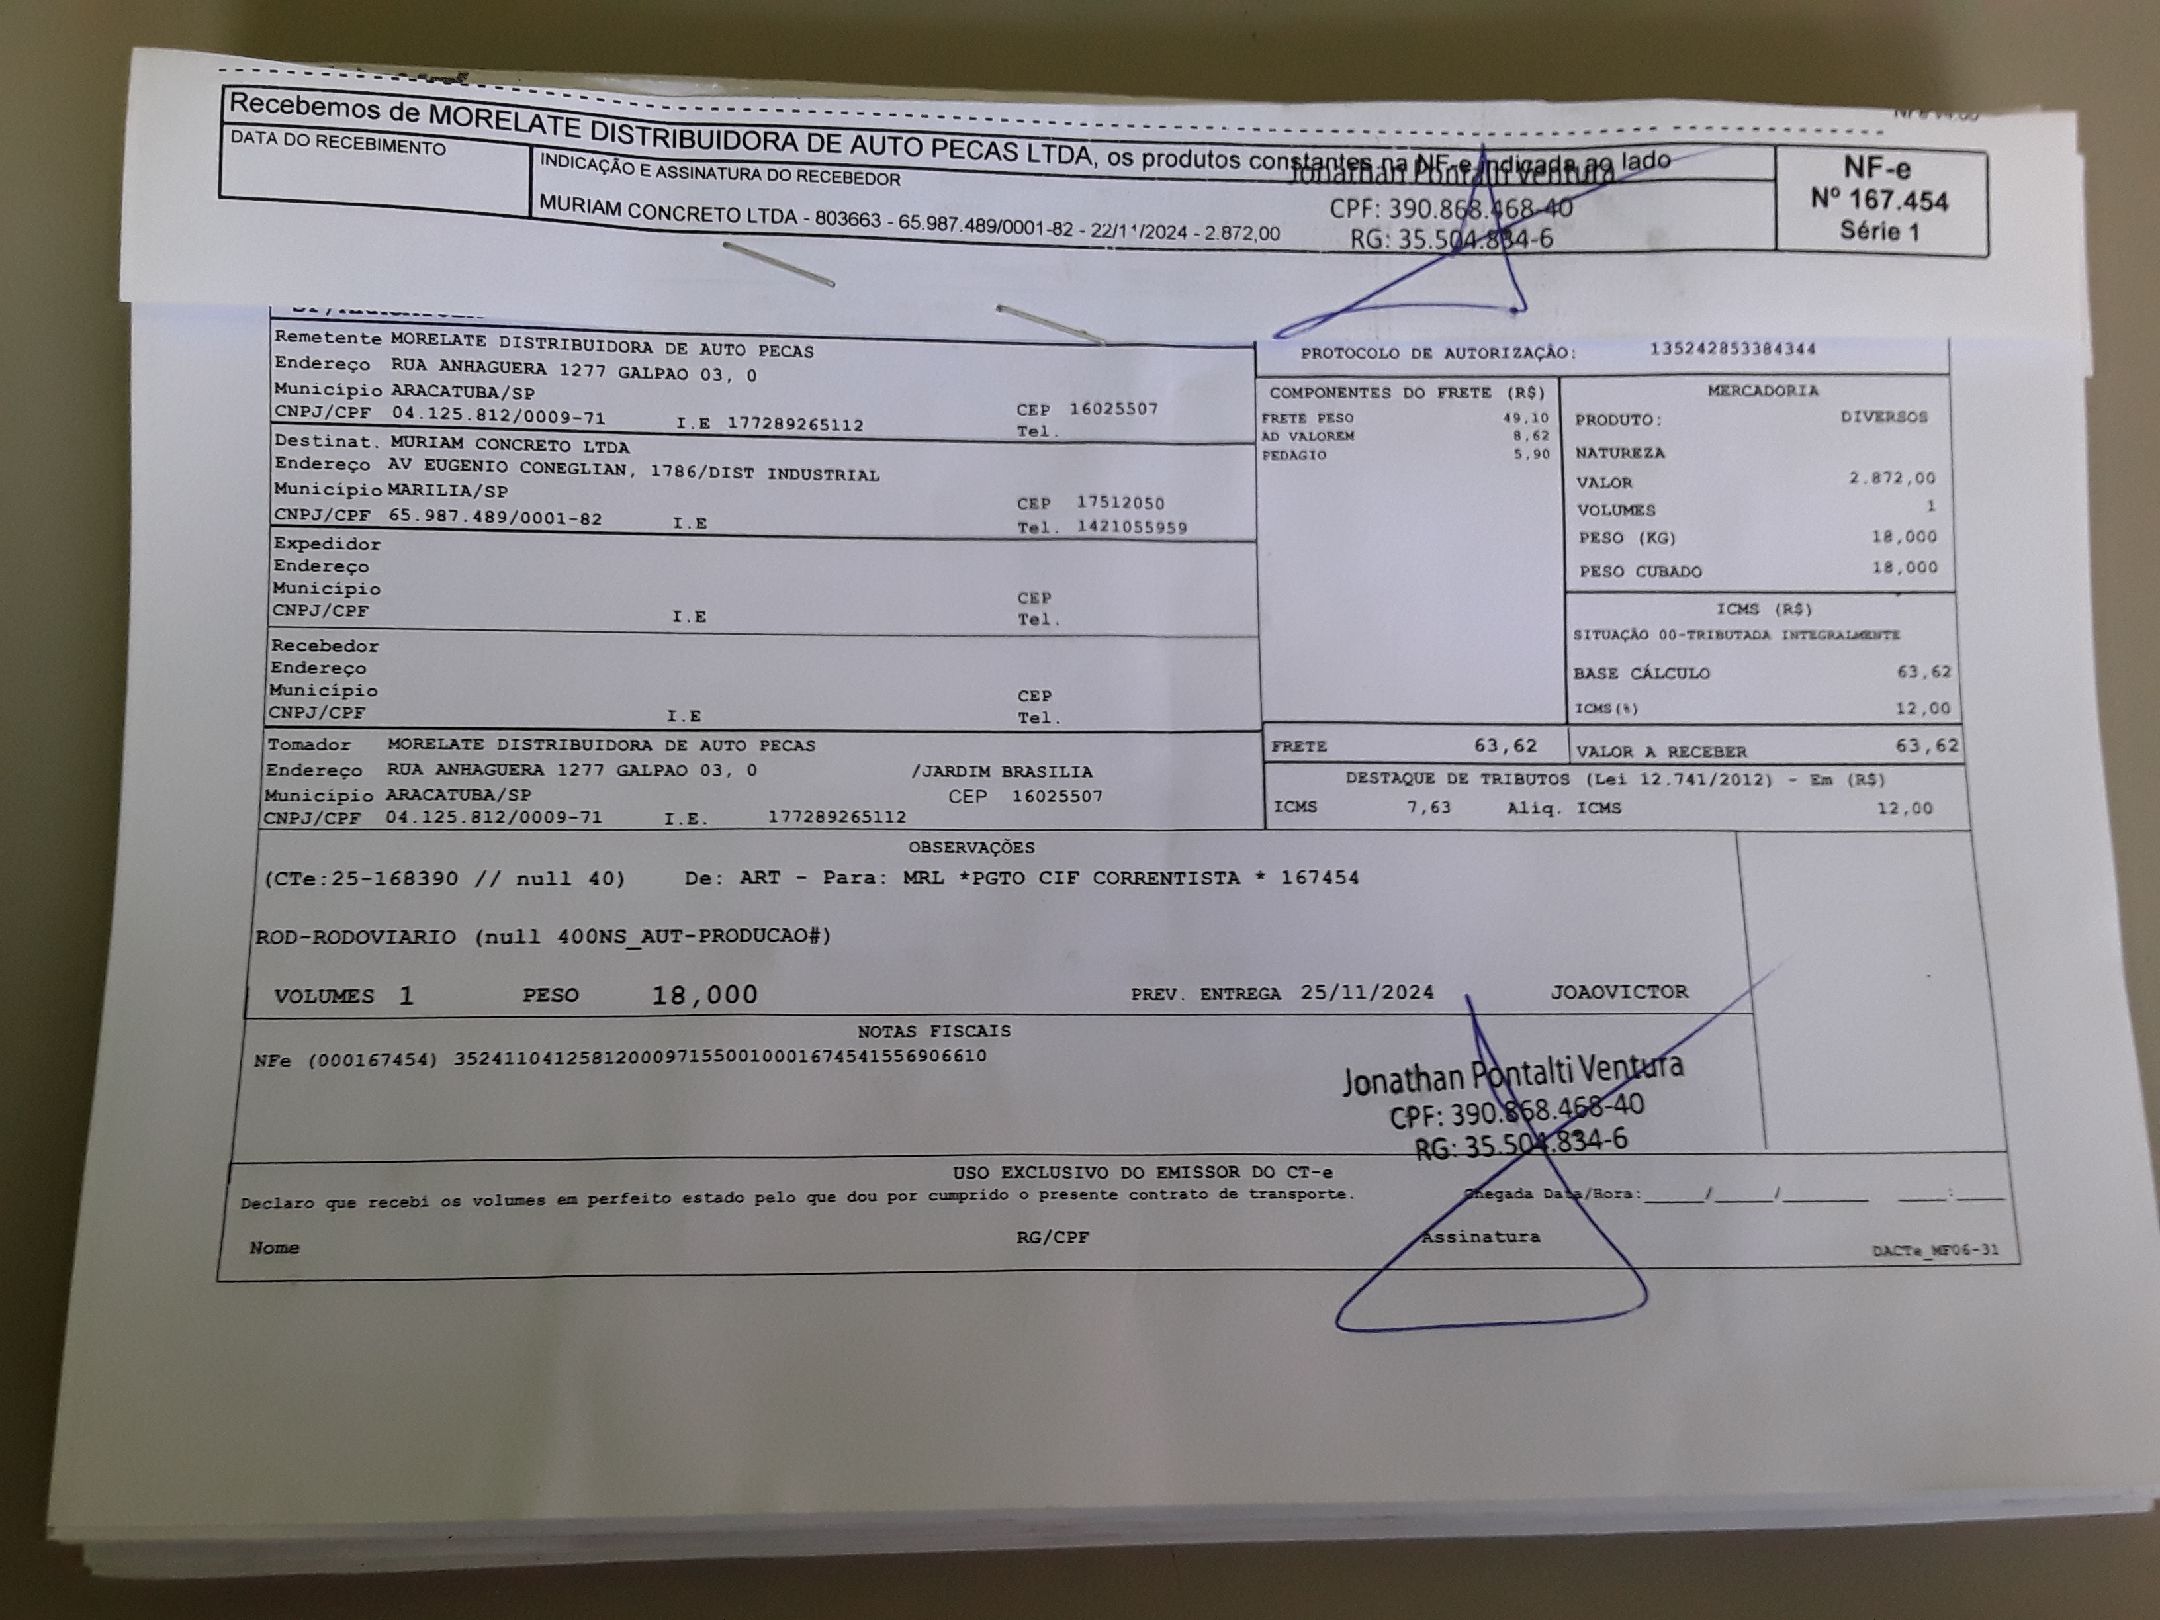 Recebemos de MORELATE DISTRIBUIDORA DE AUTO PECAS LTDA, os produtos constantes na NF-e indicada ao lado
DATA DO RECEBIMENTO
INDICAÇÃO E ASSINATURA DO RECEBEDOR
MURIAM CONCRETO LTDA - 803663 - 65.987.489/0001-82 - 22/11/2024 - 2.872,00
Jonathan Pontalti Ventura
CPF: 390.868.468-40
RG: 35.504.834-6
NF-e
Nº 167.454
Série 1
Remetente MORELATE DISTRIBUIDORA DE AUTO PECAS
Endereço RUA ANHAGUERA 1277 GALPAO 03, 0
Município ARACATUBA/SP
CEP 16025507
CNPJ/CPF 04.125.812/0009-71 I.E 177289265112
Tel.
Destinat. MURIAM CONCRETO LTDA
Endereço AV EUGENIO CONEGLIAN, 1786/DIST INDUSTRIAL
Município MARILIA/SP
CEP 17512050
CNPJ/CPF 65.987.489/0001-82 I.E
Tel. 1421055959
Expedidor
Endereço
Município
CEP
CNPJ/CPF I.E
Tel.
Recebedor
Endereço
Município
CEP
CNPJ/CPF I.E
Tel.
Tomador MORELATE DISTRIBUIDORA DE AUTO PECAS
Endereço RUA ANHAGUERA 1277 GALPAO 03, 0 /JARDIM BRASILIA
Município ARACATUBA/SP CEP 16025507
CNPJ/CPF 04.125.812/0009-71 I.E. 177289265112
PROTOCOLO DE AUTORIZAÇÃO: 135242853384344
COMPONENTES DO FRETE (R$)
FRETE PESO 49,10
AD VALOREM 8,62
PEDAGIO 5,90
MERCADORIA
PRODUTO: DIVERSOS
NATUREZA
VALOR 2.872,00
VOLUMES 1
PESO (KG) 18,000
PESO CUBADO 18,000
ICMS (R$)
SITUAÇÃO 00-TRIBUTADA INTEGRALMENTE
BASE CÁLCULO 63,62
ICMS(%) 12,00
FRETE 63,62 VALOR A RECEBER 63,62
DESTAQUE DE TRIBUTOS (Lei 12.741/2012) - Em (R$)
ICMS 7,63 Aliq. ICMS 12,00
OBSERVAÇÕES
(CTe:25-168390 // null 40) De: ART - Para: MRL *PGTO CIF CORRENTISTA * 167454
ROD-RODOVIARIO (null 400NS_AUT-PRODUCAO#)
VOLUMES 1 PESO 18,000 PREV. ENTREGA 25/11/2024 JOAOVICTOR
NOTAS FISCAIS
NFe (000167454) 35241104125812000971550010001674541556906610
Jonathan Pontalti Ventura
CPF: 390.868.468-40
RG: 35.504.834-6
USO EXCLUSIVO DO EMISSOR DO CT-e
Declaro que recebi os volumes em perfeito estado pelo que dou por cumprido o presente contrato de transporte. Chegada Data/Hora:_____/_____/_______ ____:____
Nome RG/CPF Assinatura
DACTe_MF06-31